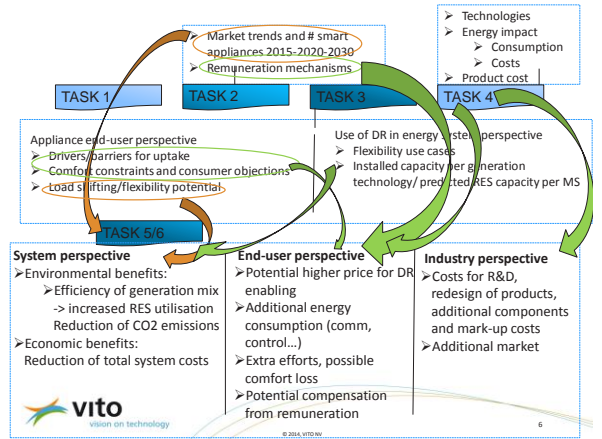 ➢ Market trends and # smart
appliances 2015-2020-2030
➢ Remuneration mechanisms
➢ Technologies
➢ Energy impact
➢ Consumption
➢ Costs
➢ Product cost
TASK 1
TASK 2
TASK 3
TASK 4
Appliance end-user perspective
➢ Drivers/barriers for uptake
➢ Comfort constraints and consumer objections
➢ Load shifting/flexibility potential
Use of DR in energy system perspective
➢ Flexibility use cases
➢ Installed capacity per generation
technology/ predicted RES capacity per MS
TASK 5/6
System perspective
➢Environmental benefits:
➢Efficiency of generation mix
-> increased RES utilisation
Reduction of CO2 emissions
➢Economic benefits:
Reduction of total system costs
End-user perspective
➢Potential higher price for DR
enabling
➢Additional energy
consumption (comm,
control...)
➢Extra efforts, possible
comfort loss
➢Potential compensation
from remuneration
Industry perspective
➢Costs for R&D,
redesign of products,
additional components
and mark-up costs
➢Additional market
vito
vision on technology
© 2014, VITO NV
6